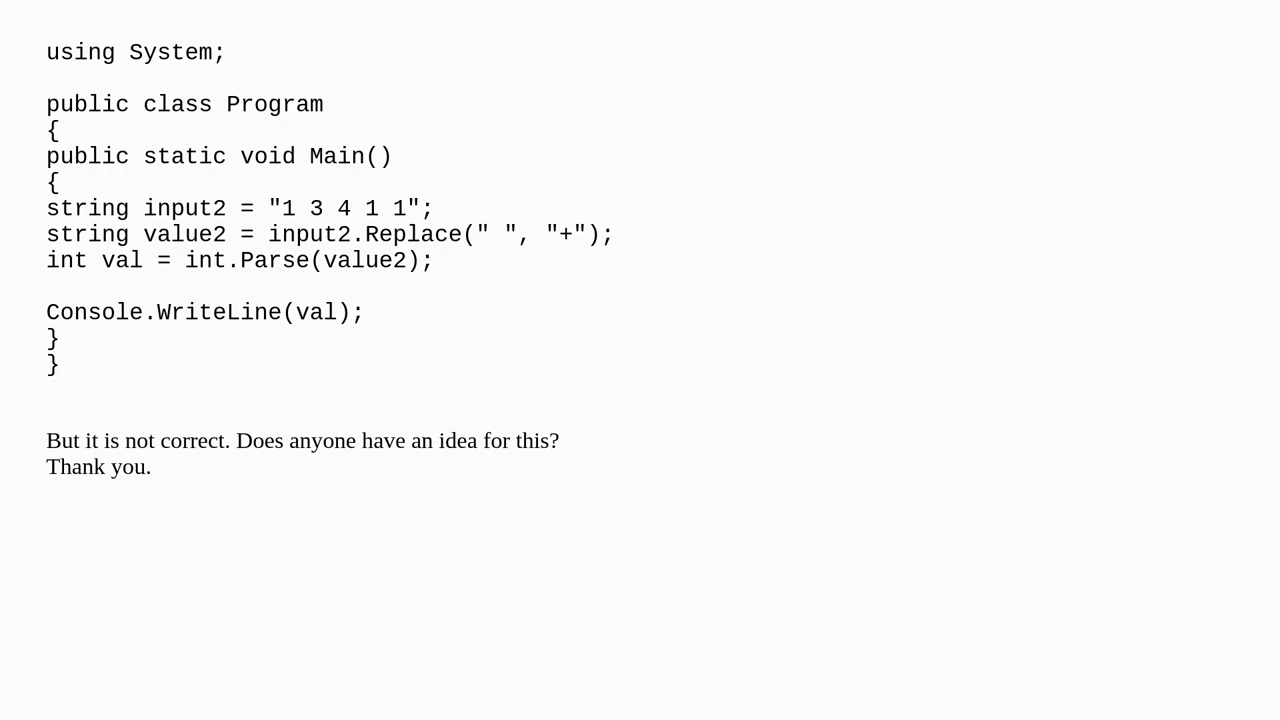 using System;
public class Program
{
public static void Main()
{
string input2 = "1 3 4 1 1";
string value2 = input2.Replace(" ", "+");
int val = int.Parse(value2);
Console.WriteLine(val);
}
}
But it is not correct. Does anyone have an idea for this?
Thank you.